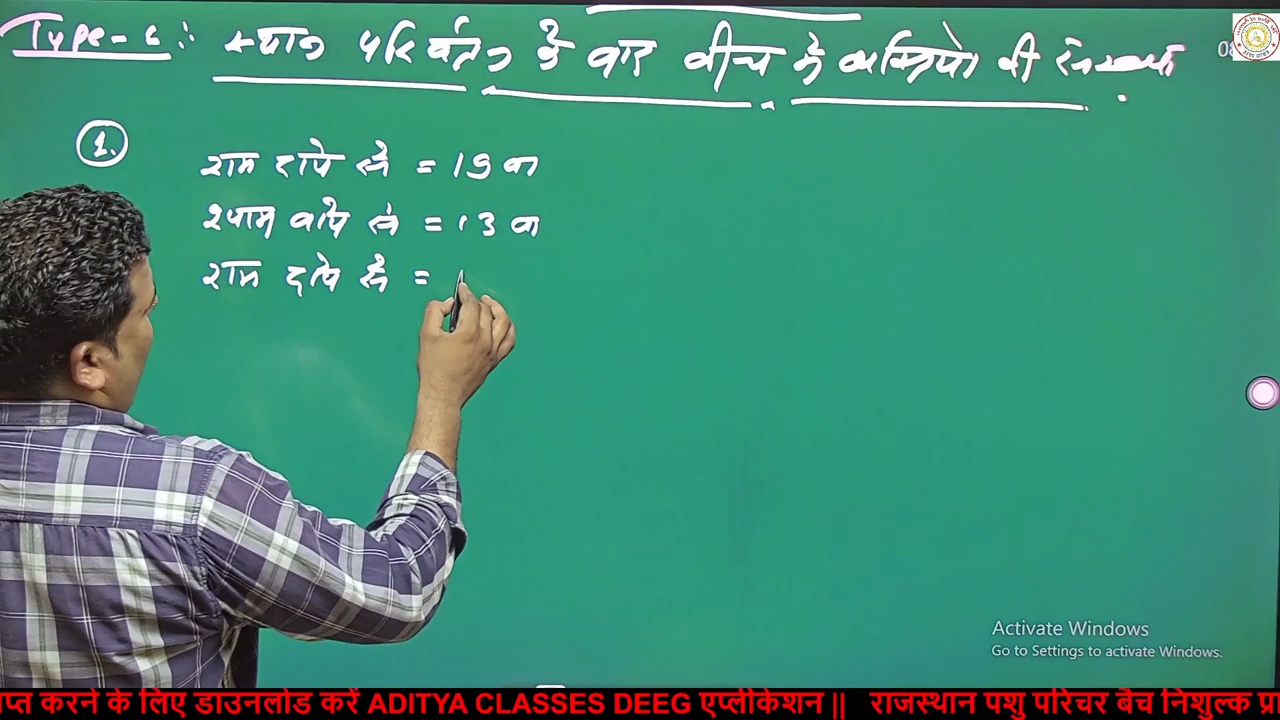 Type-6 :- स्थान परिवर्तन के बाद बीच के व्यक्तियो की संख्या
08
1.
राम दाये से = 19 वा
श्याम बाये से = 13 वा
राम दाये से =
Activate Windows
Go to Settings to activate Windows.
प्त करने के लिए डाउनलोड करें ADITYA CLASSES DEEG एप्लीकेशन || राजस्थान पशु परिचर बैच निशुल्क प्रा